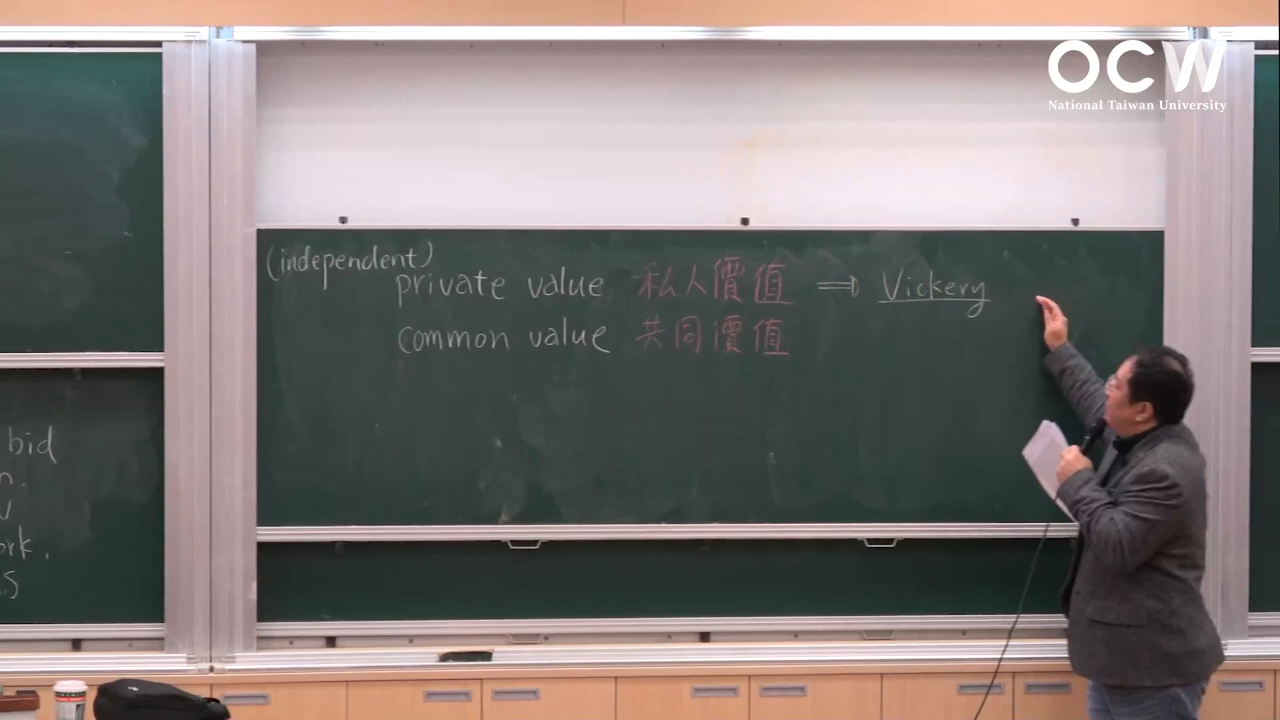 OCW
National Taiwan University
(independent)
private value 私人價值 ⇒ Vickery
common value 共同價值
bid
n.
ork.